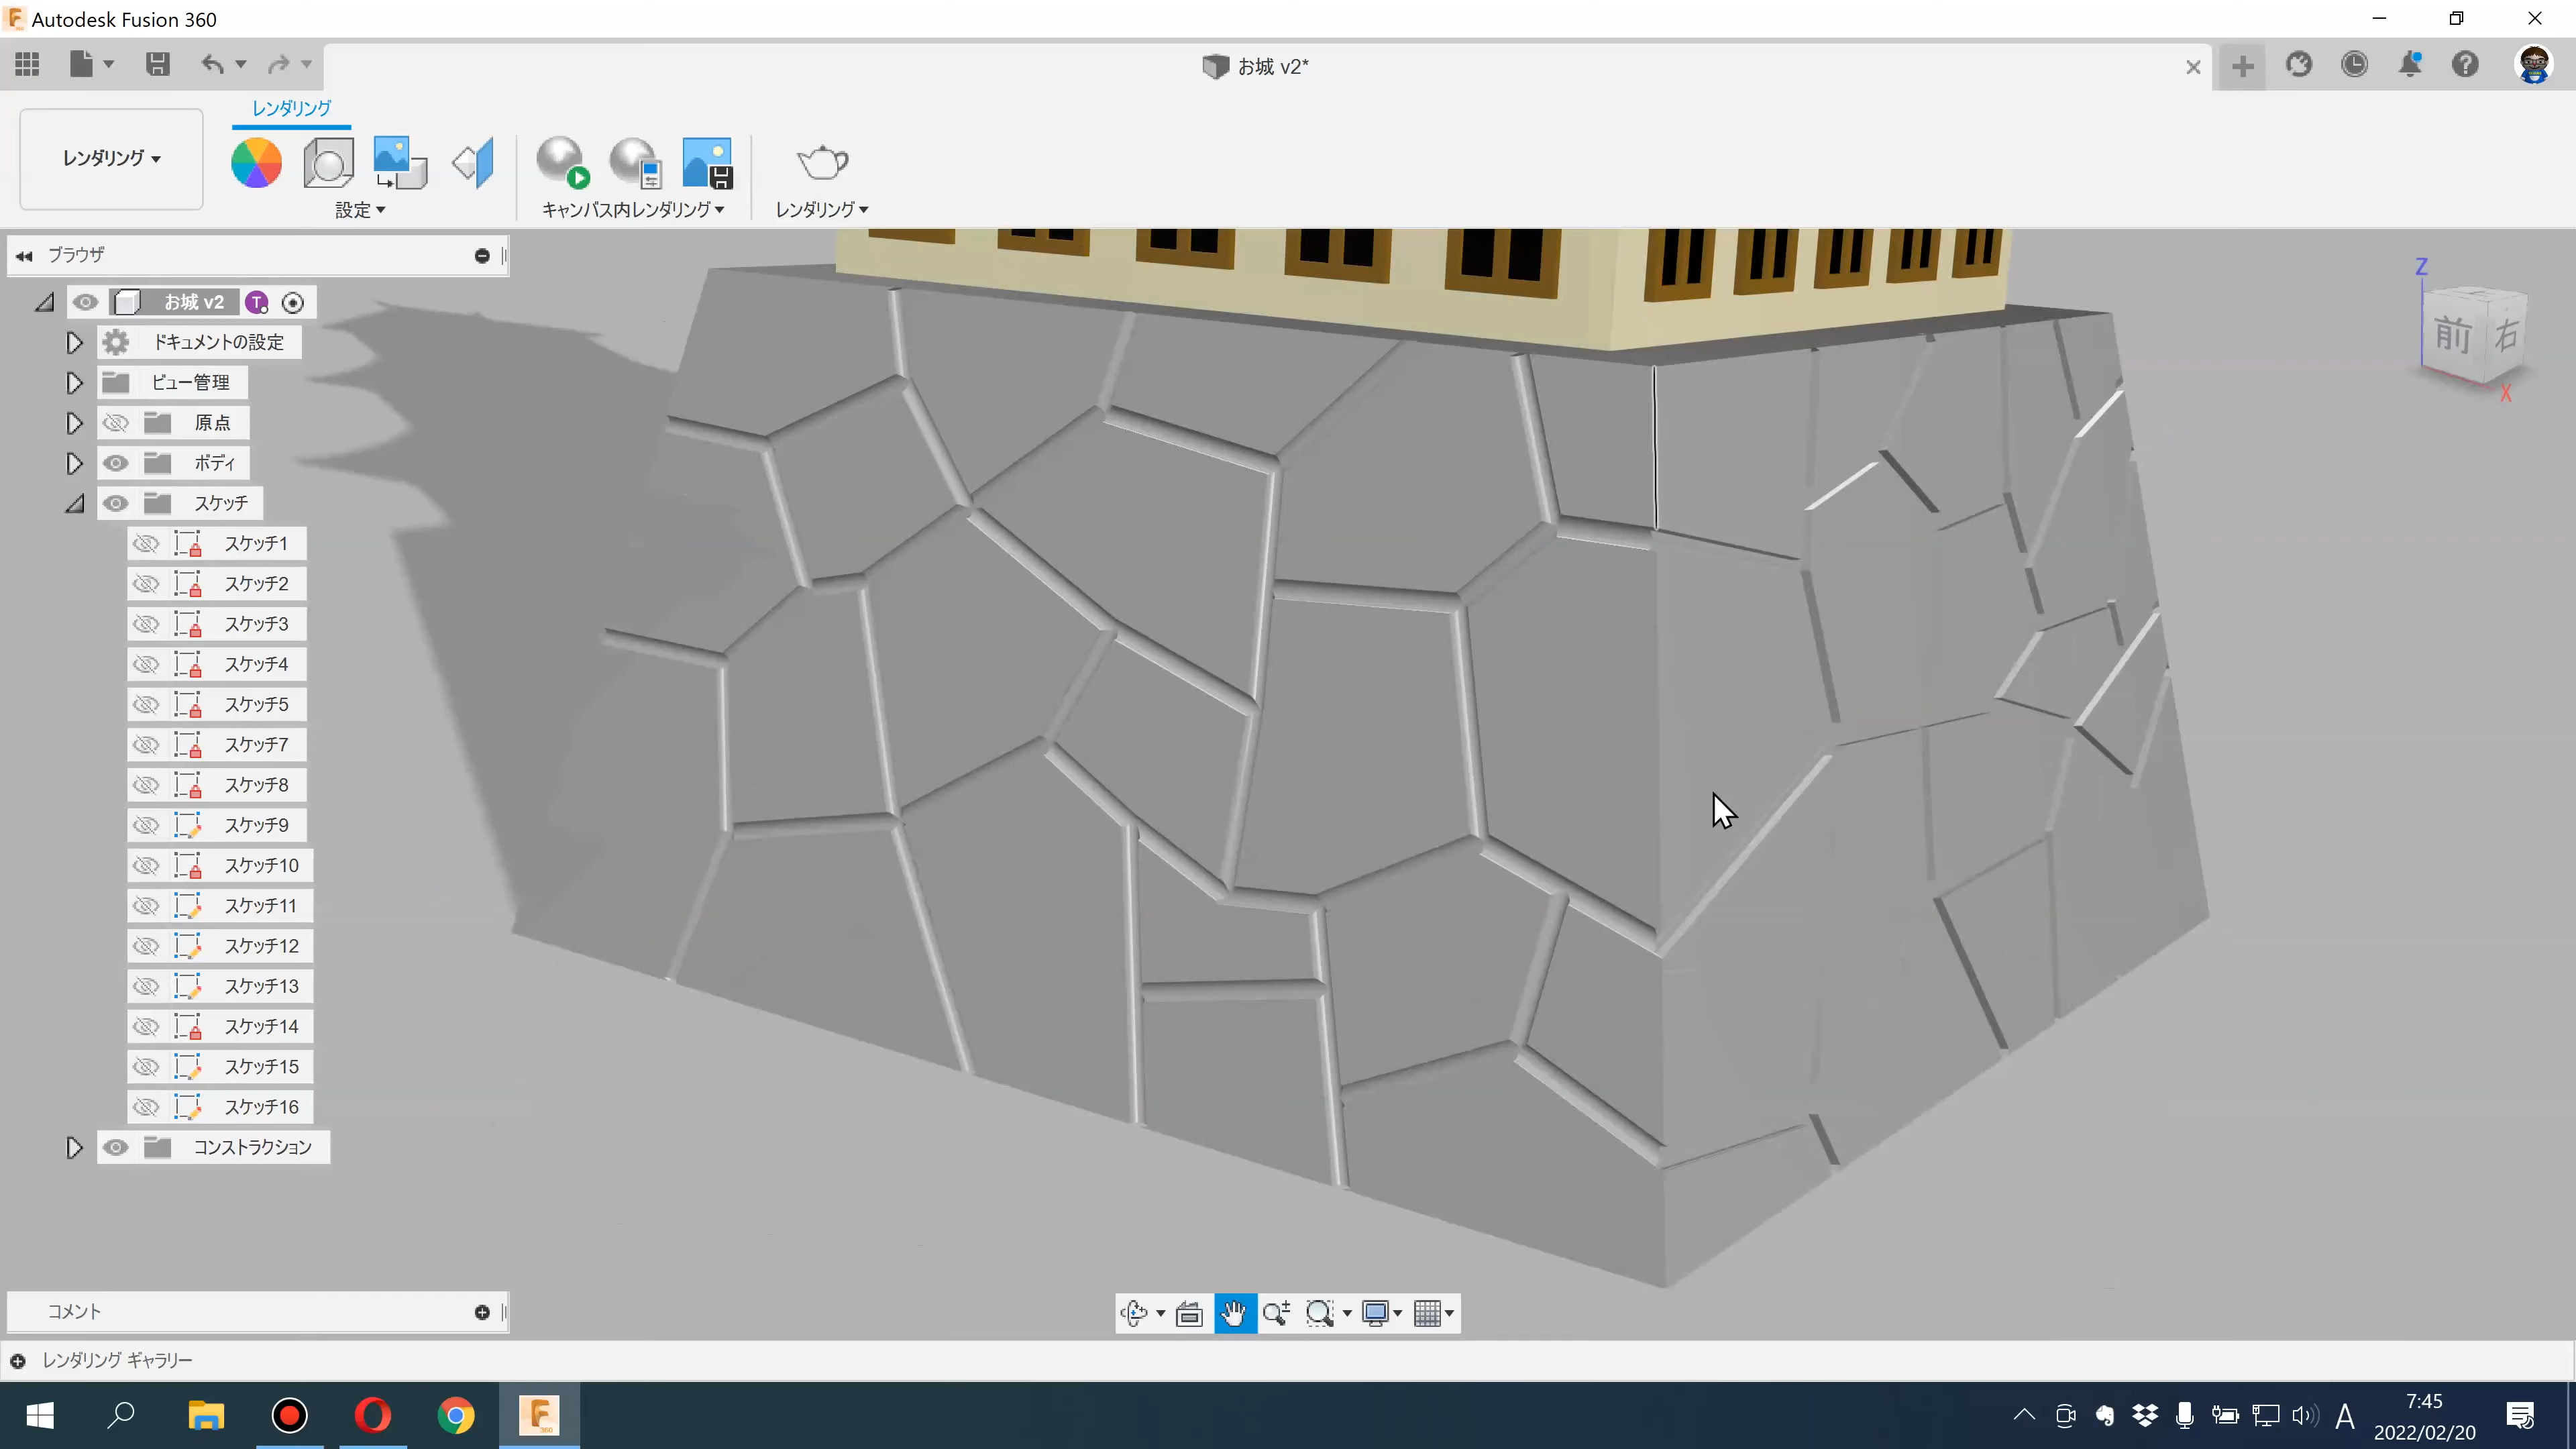 Autodesk Fusion 360
お城 v2*
レンダリング
レンダリング
設定
キャンバス内レンダリング
レンダリング
ブラウザ
お城 v2
T
ドキュメントの設定
ビュー管理
原点
ボディ
スケッチ
スケッチ1
スケッチ2
スケッチ3
スケッチ4
スケッチ5
スケッチ7
スケッチ8
スケッチ9
スケッチ10
スケッチ11
スケッチ12
スケッチ13
スケッチ14
スケッチ15
スケッチ16
コンストラクション
Z
前
右
X
コメント
レンダリング ギャラリー
F
360
A
7:45
2022/02/20